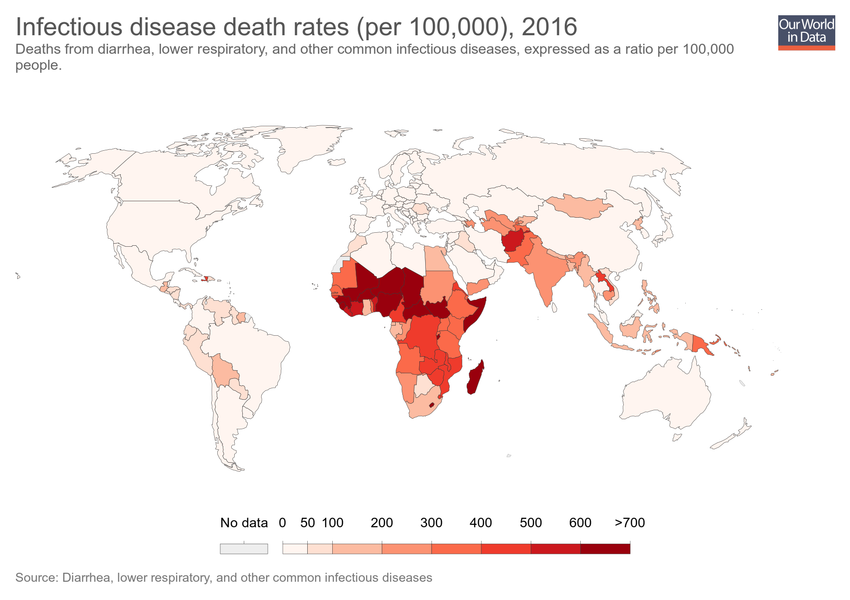 Infectious disease death rates (per 100,000), 2016
Our World
in Data
Deaths from diarrhea, lower respiratory, and other common infectious diseases, expressed as a ratio per 100,000
people.
No data 0 50 100 200 300 400 500 600 >700
Source: Diarrhea, lower respiratory, and other common infectious diseases